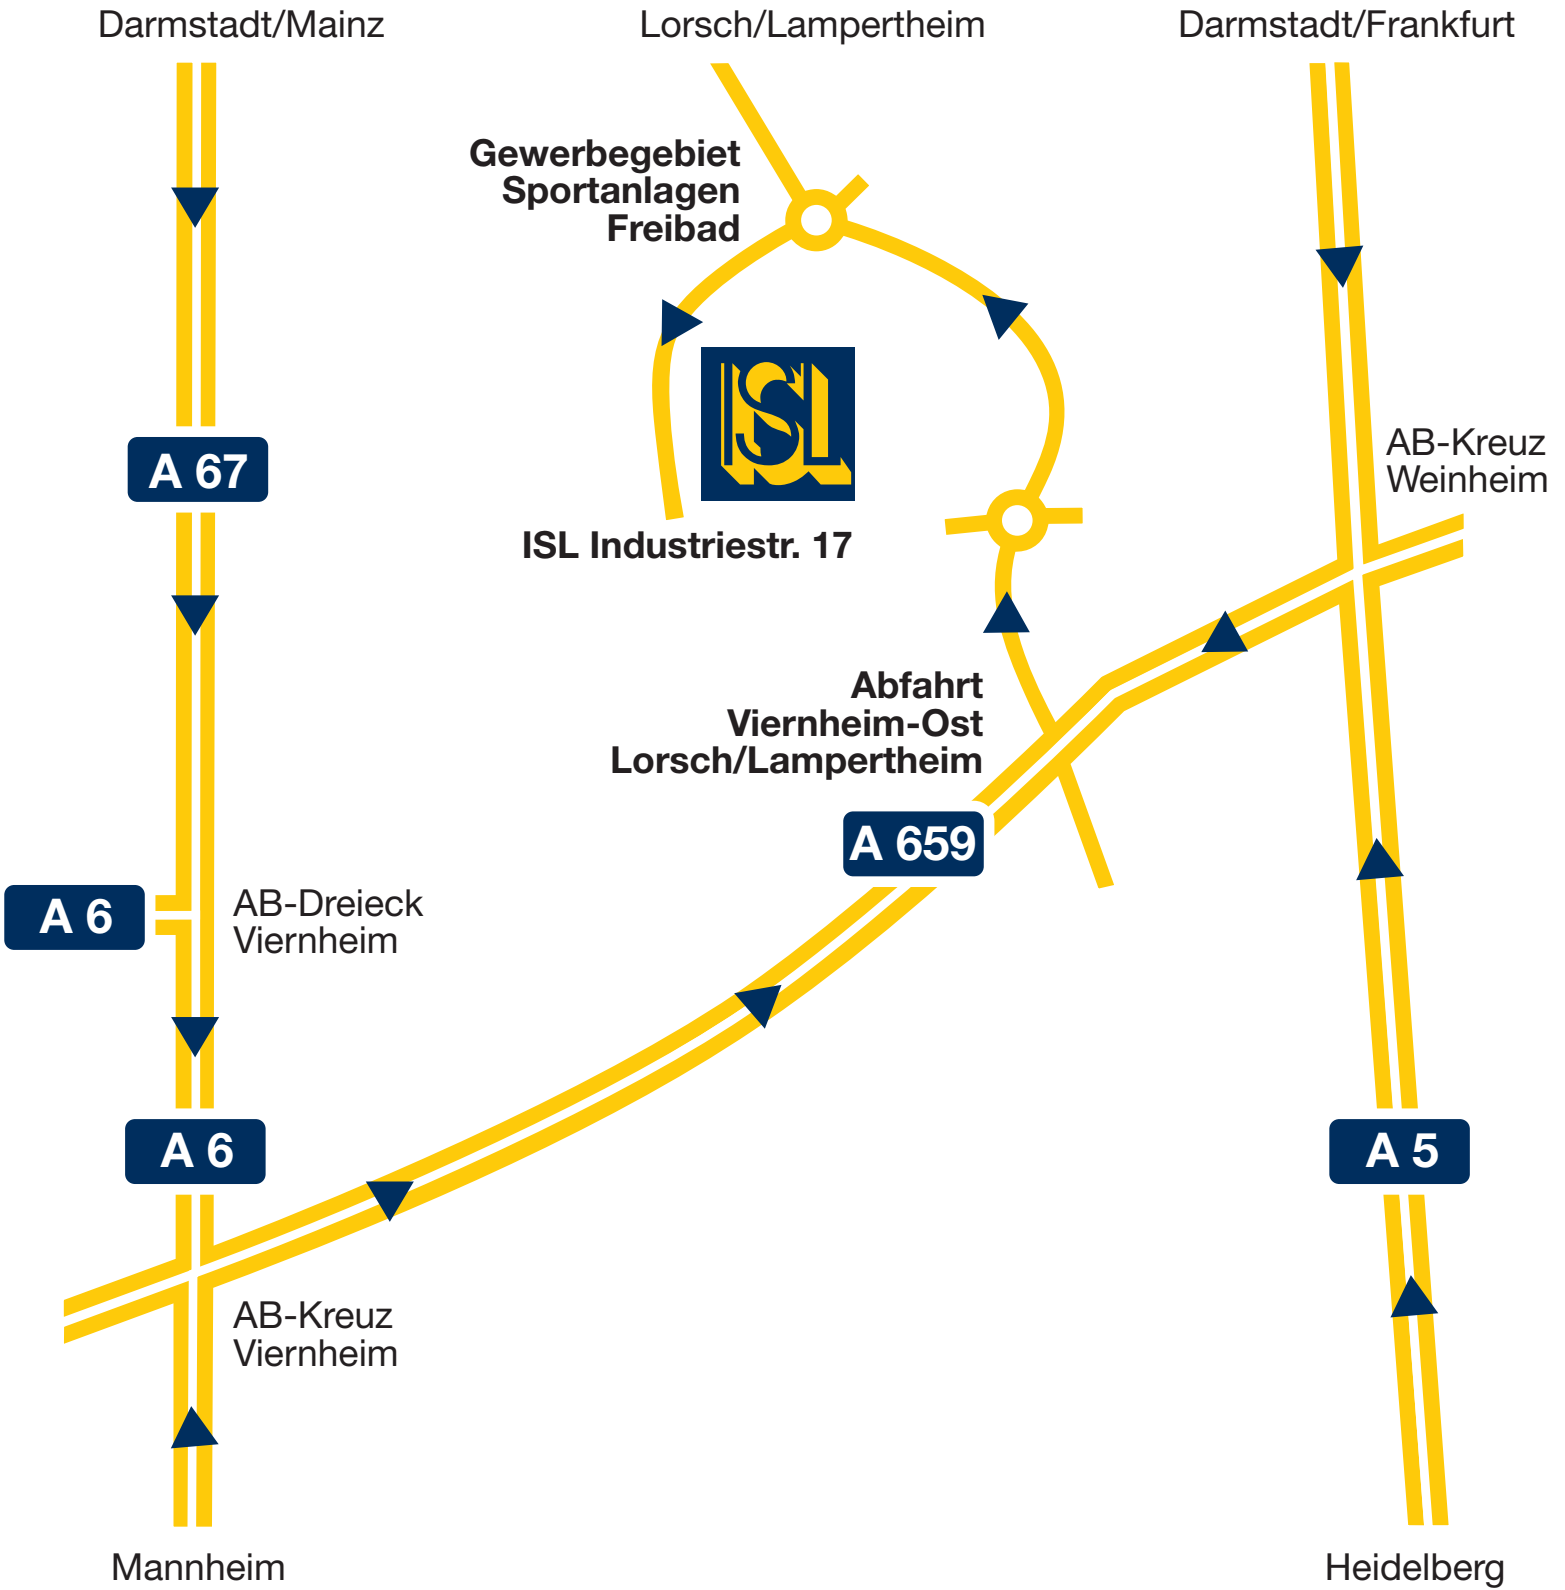 Darmstadt/Mainz
Lorsch/Lampertheim
Darmstadt/Frankfurt
Gewerbegebiet
Sportanlagen
Freibad
ISL
A 67
AB-Kreuz
Weinheim
ISL Industriestr. 17
Abfahrt
Viernheim-Ost
Lorsch/Lampertheim
A 659
A 6
AB-Dreieck
Viernheim
A 6
A 5
AB-Kreuz
Viernheim
Mannheim
Heidelberg